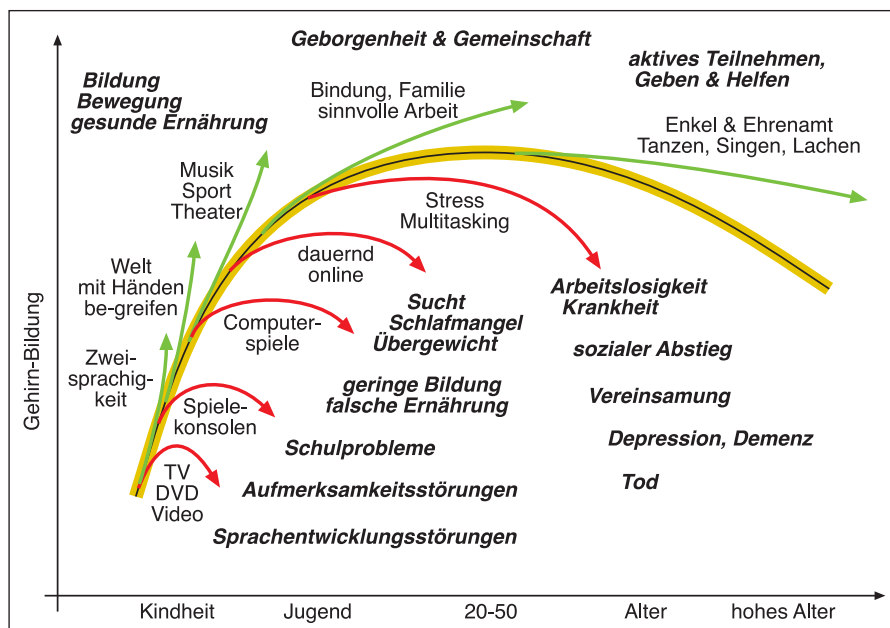 Geborgenheit & Gemeinschaft
aktives Teilnehmen,
Geben & Helfen
Bildung
Bewegung
gesunde Ernährung
Bindung, Familie
sinnvolle Arbeit
Enkel & Ehrenamt
Tanzen, Singen, Lachen
Musik
Sport
Theater
Stress
Multitasking
Welt
mit Händen
be-greifen
dauernd
online
Arbeitslosigkeit
Krankheit
Sucht
Schlafmangel
Übergewicht
Computer-
spiele
sozialer Abstieg
Zwei-
sprachig-
keit
geringe Bildung
falsche Ernährung
Vereinsamung
Spiele-
konsolen
Schulprobleme
Depression, Demenz
TV
DVD
Video
Aufmerksamkeitsstörungen
Tod
Sprachentwicklungsstörungen
Gehirn-Bildung
Kindheit
Jugend
20-50
Alter
hohes Alter